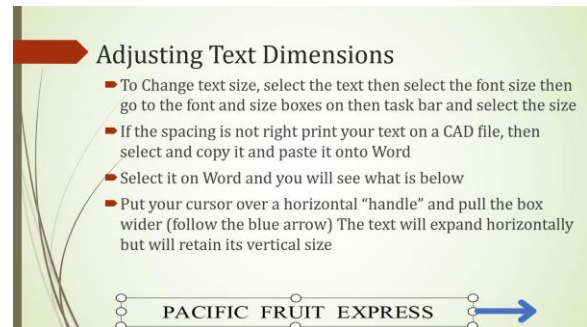 Adjusting Text Dimensions
To Change text size, select the text then select the font size then
go to the font and size boxes on then task bar and select the size
If the spacing is not right print your text on a CAD file, then
select and copy it and paste it onto Word
Select it on Word and you will see what is below
Put your cursor over a horizontal “handle” and pull the box
wider (follow the blue arrow) The text will expand horizontally
but will retain its vertical size
PACIFIC FRUIT EXPRESS